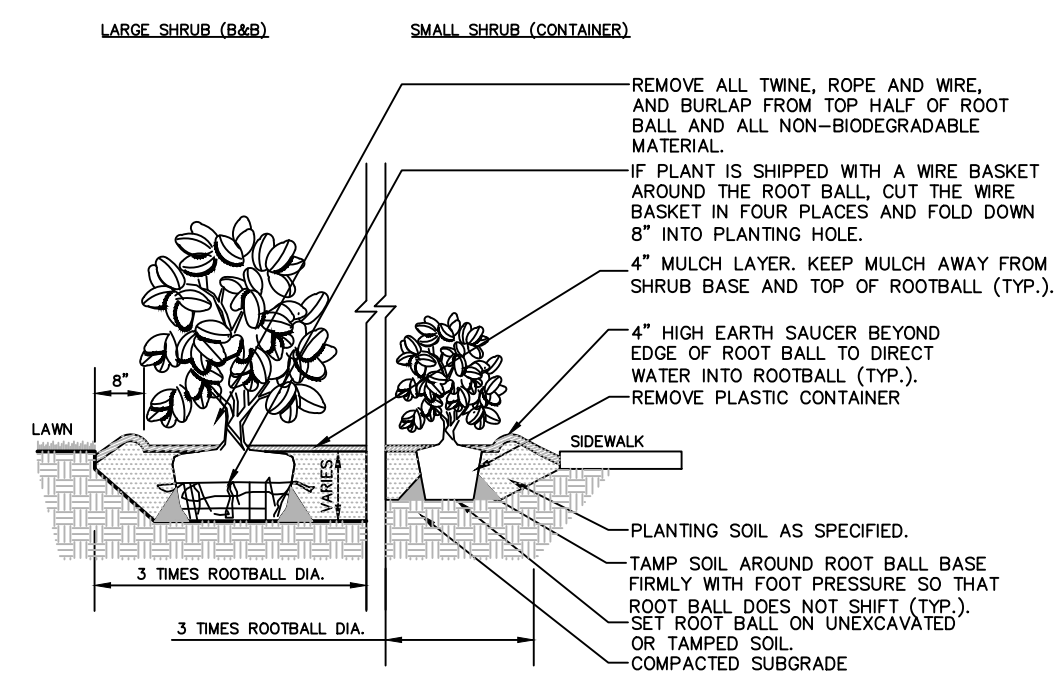 LARGE SHRUB (B&B)
SMALL SHRUB (CONTAINER)
REMOVE ALL TWINE, ROPE AND WIRE,
AND BURLAP FROM TOP HALF OF ROOT
BALL AND ALL NON-BIODEGRADABLE
MATERIAL.
IF PLANT IS SHIPPED WITH A WIRE BASKET
AROUND THE ROOT BALL, CUT THE WIRE
BASKET IN FOUR PLACES AND FOLD DOWN
8" INTO PLANTING HOLE.
4" MULCH LAYER. KEEP MULCH AWAY FROM
SHRUB BASE AND TOP OF ROOTBALL (TYP.).
4" HIGH EARTH SAUCER BEYOND
EDGE OF ROOT BALL TO DIRECT
WATER INTO ROOTBALL (TYP.).
REMOVE PLASTIC CONTAINER
8"
LAWN
SIDEWALK
VARIES
PLANTING SOIL AS SPECIFIED.
TAMP SOIL AROUND ROOT BALL BASE
FIRMLY WITH FOOT PRESSURE SO THAT
ROOT BALL DOES NOT SHIFT (TYP.).
SET ROOT BALL ON UNEXCAVATED
OR TAMPED SOIL.
COMPACTED SUBGRADE
3 TIMES ROOTBALL DIA.
3 TIMES ROOTBALL DIA.